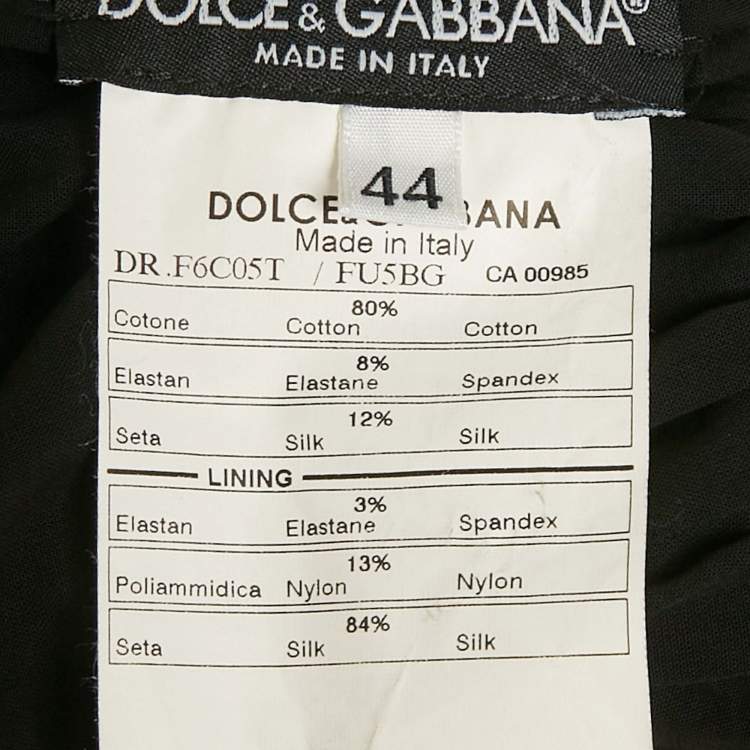 DOLCE & GABBANA®
MADE IN ITALY
44
DOLCE& ANA
Made in Italy
DR.F6C05T / FU5BG CA 00985
80%
Cotone Cotton Cotton
8%
Elastan Elastane Spandex
12%
Seta Silk Silk
LINING
3%
Elastan Elastane Spandex
13%
Poliammidica Nylon Nylon
84%
Seta Silk Silk